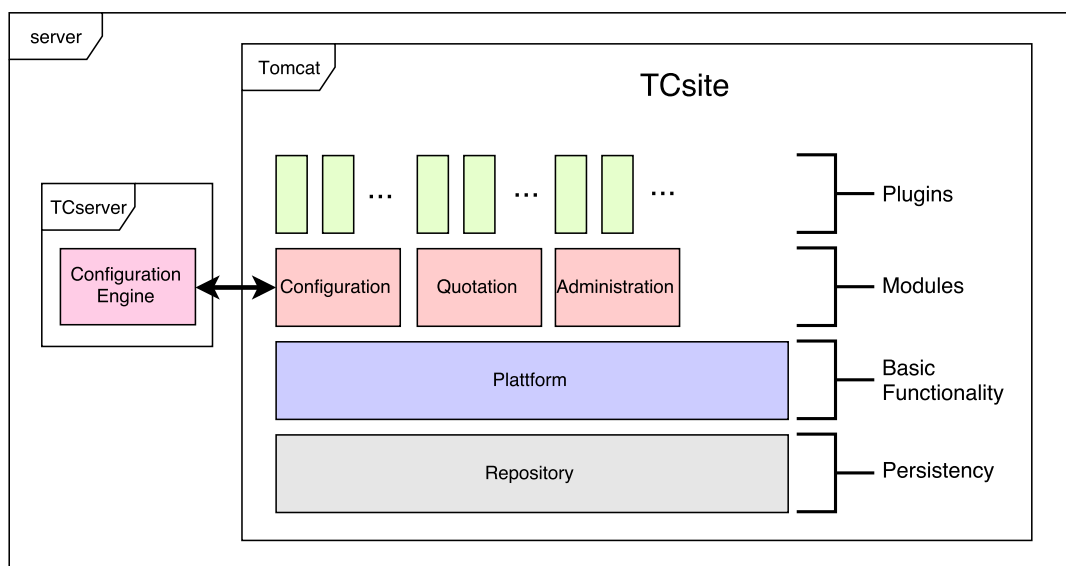 server
Tomcat
TCsite
... ... ...
Plugins
TCserver
Configuration
Engine
Configuration
Quotation
Administration
Modules
Plattform
Basic
Functionality
Repository
Persistency